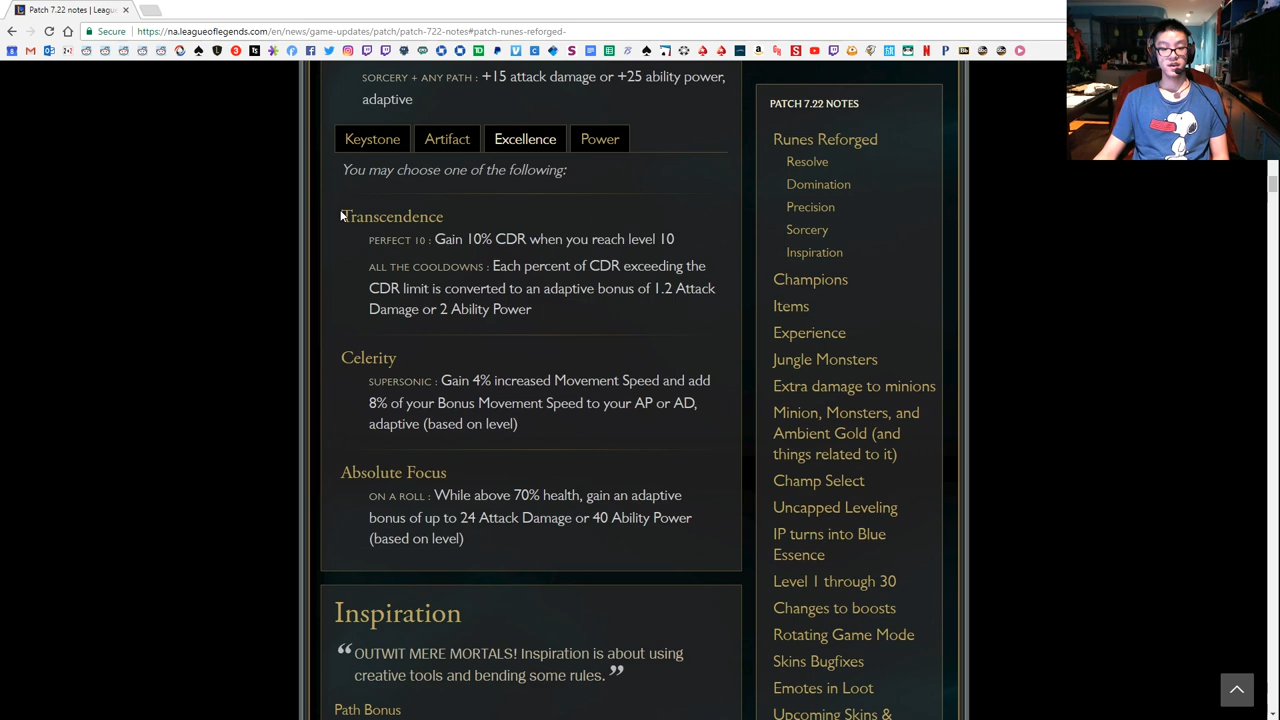 Patch 7.22 notes | Leagu
Secure
https://na.leagueoflegends.com/en/news/game-updates/patch/patch-722-notes#patch-runes-reforged-
SORCERY + ANY PATH : +15 attack damage or +25 ability power,
adaptive
Keystone
Artifact
Excellence
Power
You may choose one of the following:
Transcendence
PERFECT 10 : Gain 10% CDR when you reach level 10
ALL THE COOLDOWNS : Each percent of CDR exceeding the
CDR limit is converted to an adaptive bonus of 1.2 Attack
Damage or 2 Ability Power
Celerity
SUPERSONIC : Gain 4% increased Movement Speed and add
8% of your Bonus Movement Speed to your AP or AD,
adaptive (based on level)
Absolute Focus
ON A ROLL : While above 70% health, gain an adaptive
bonus of up to 24 Attack Damage or 40 Ability Power
(based on level)
Inspiration
“ OUTWIT MERE MORTALS! Inspiration is about using
creative tools and bending some rules. ”
Path Bonus
PATCH 7.22 NOTES
Runes Reforged
Resolve
Domination
Precision
Sorcery
Inspiration
Champions
Items
Experience
Jungle Monsters
Extra damage to minions
Minion, Monsters, and
Ambient Gold (and
things related to it)
Champ Select
Uncapped Leveling
IP turns into Blue
Essence
Level 1 through 30
Changes to boosts
Rotating Game Mode
Skins Bugfixes
Emotes in Loot
Upcoming Skins &